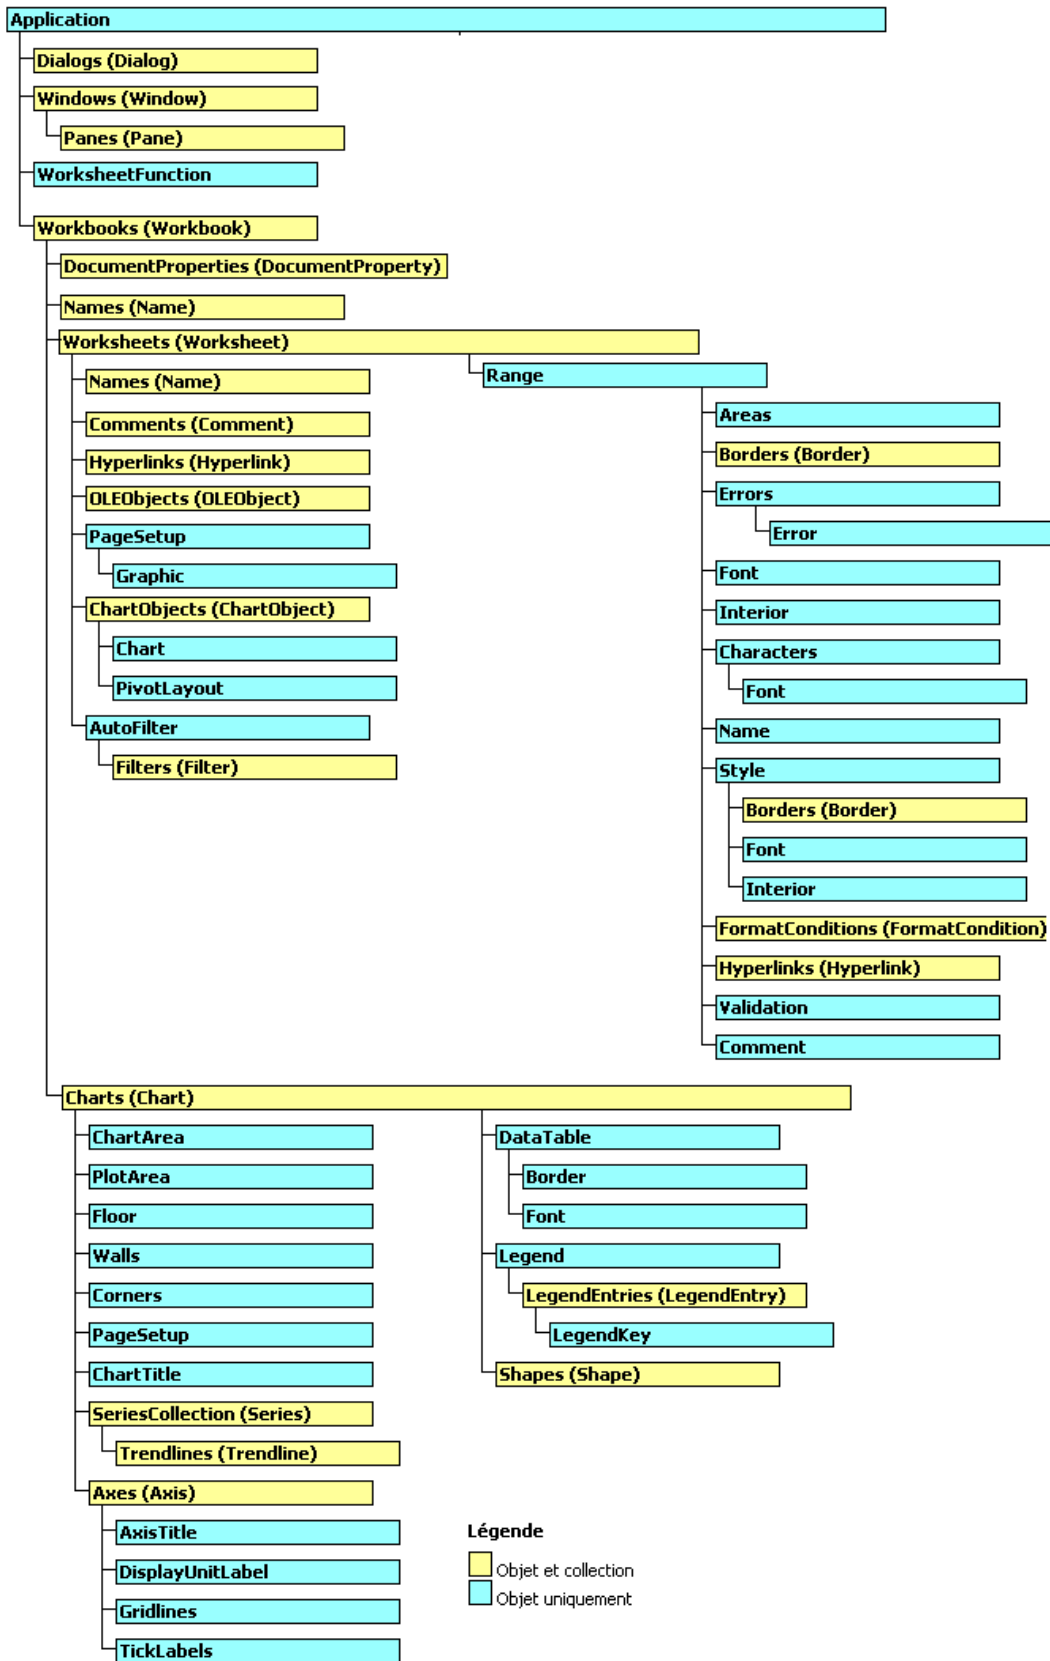 Application
Dialogs (Dialog)
Windows (Window)
Panes (Pane)
WorksheetFunction
Workbooks (Workbook)
DocumentProperties (DocumentProperty)
Names (Name)
Worksheets (Worksheet)
Names (Name)
Comments (Comment)
Hyperlinks (Hyperlink)
OLEObjects (OLEObject)
PageSetup
Graphic
ChartObjects (ChartObject)
Chart
PivotLayout
AutoFilter
Filters (Filter)
Range
Areas
Borders (Border)
Errors
Error
Font
Interior
Characters
Font
Name
Style
Borders (Border)
Font
Interior
FormatConditions (FormatCondition)
Hyperlinks (Hyperlink)
Validation
Comment
Charts (Chart)
ChartArea
PlotArea
Floor
Walls
Corners
PageSetup
ChartTitle
SeriesCollection (Series)
Trendlines (Trendline)
Axes (Axis)
AxisTitle
DisplayUnitLabel
Gridlines
TickLabels
DataTable
Border
Font
Legend
LegendEntries (LegendEntry)
LegendKey
Shapes (Shape)
Légende
Objet et collection
Objet uniquement